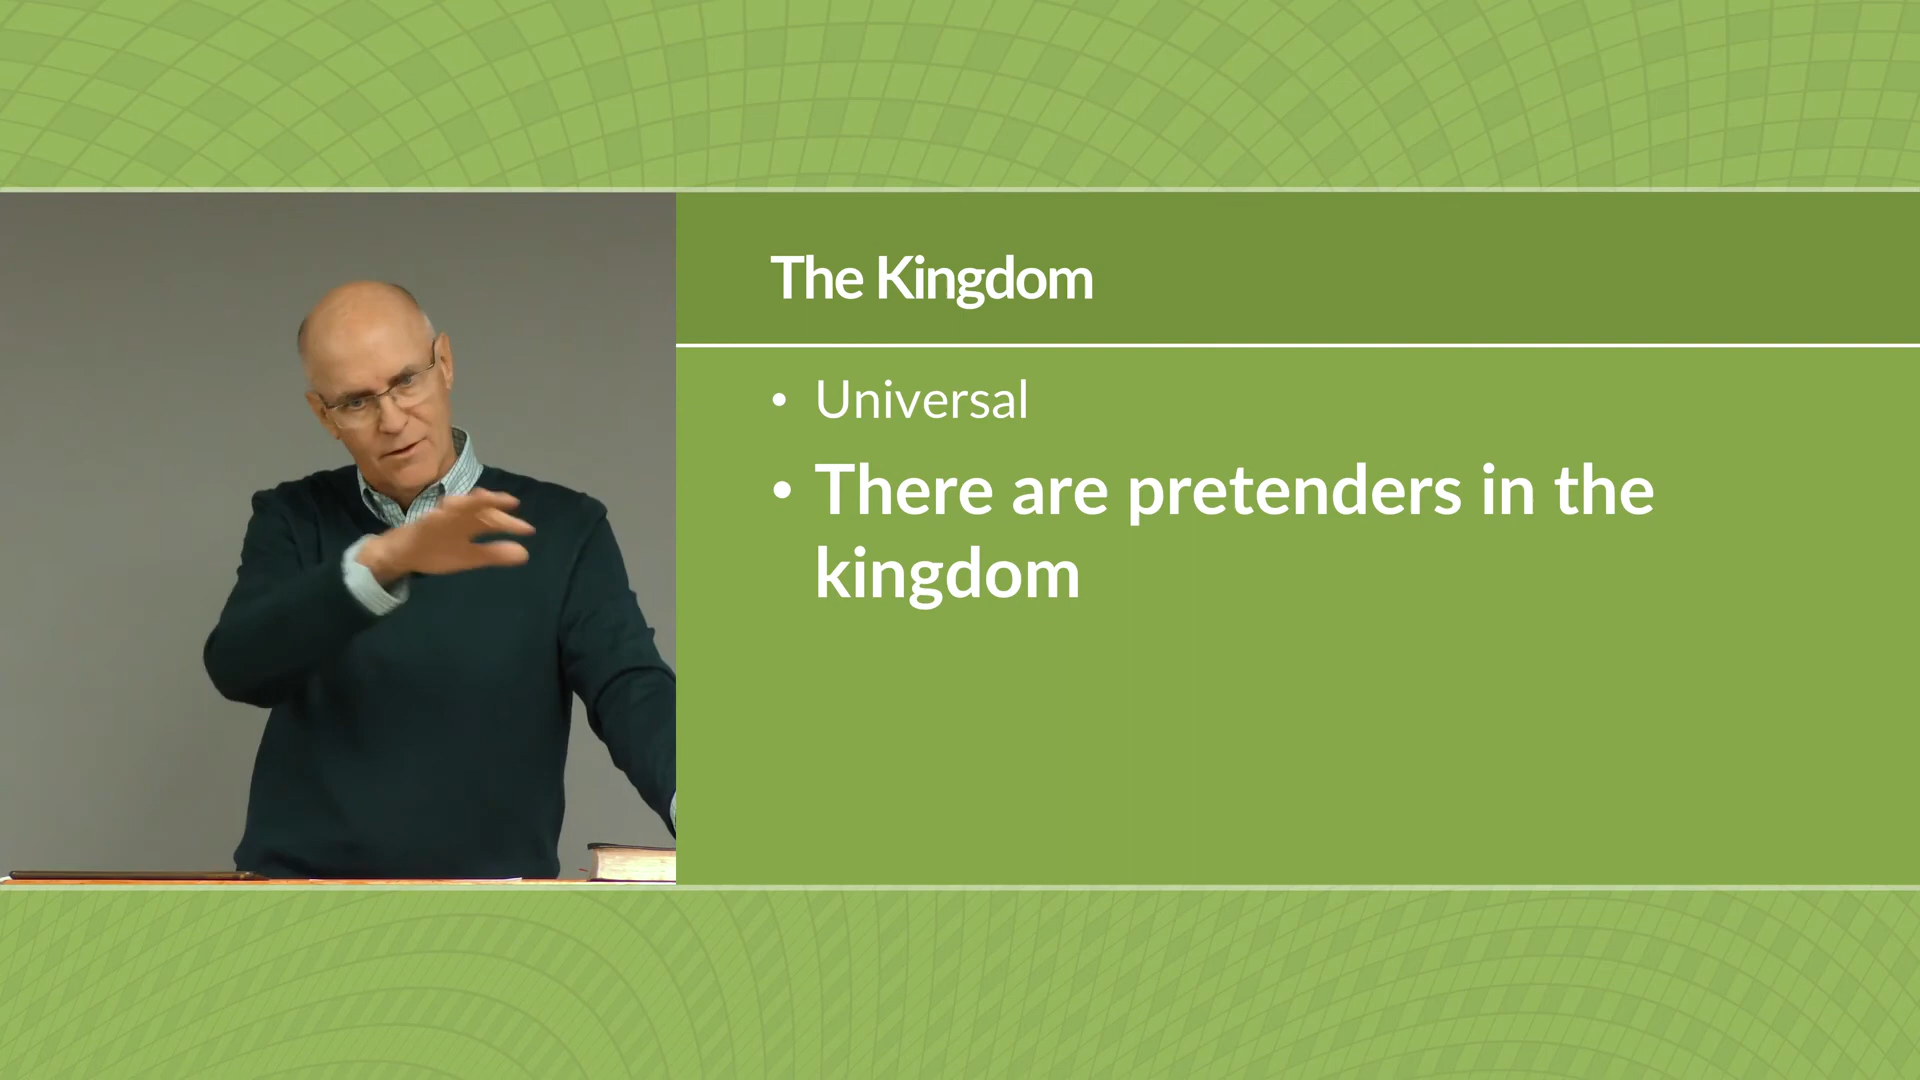 The Kingdom
• Universal
• There are pretenders in the
kingdom